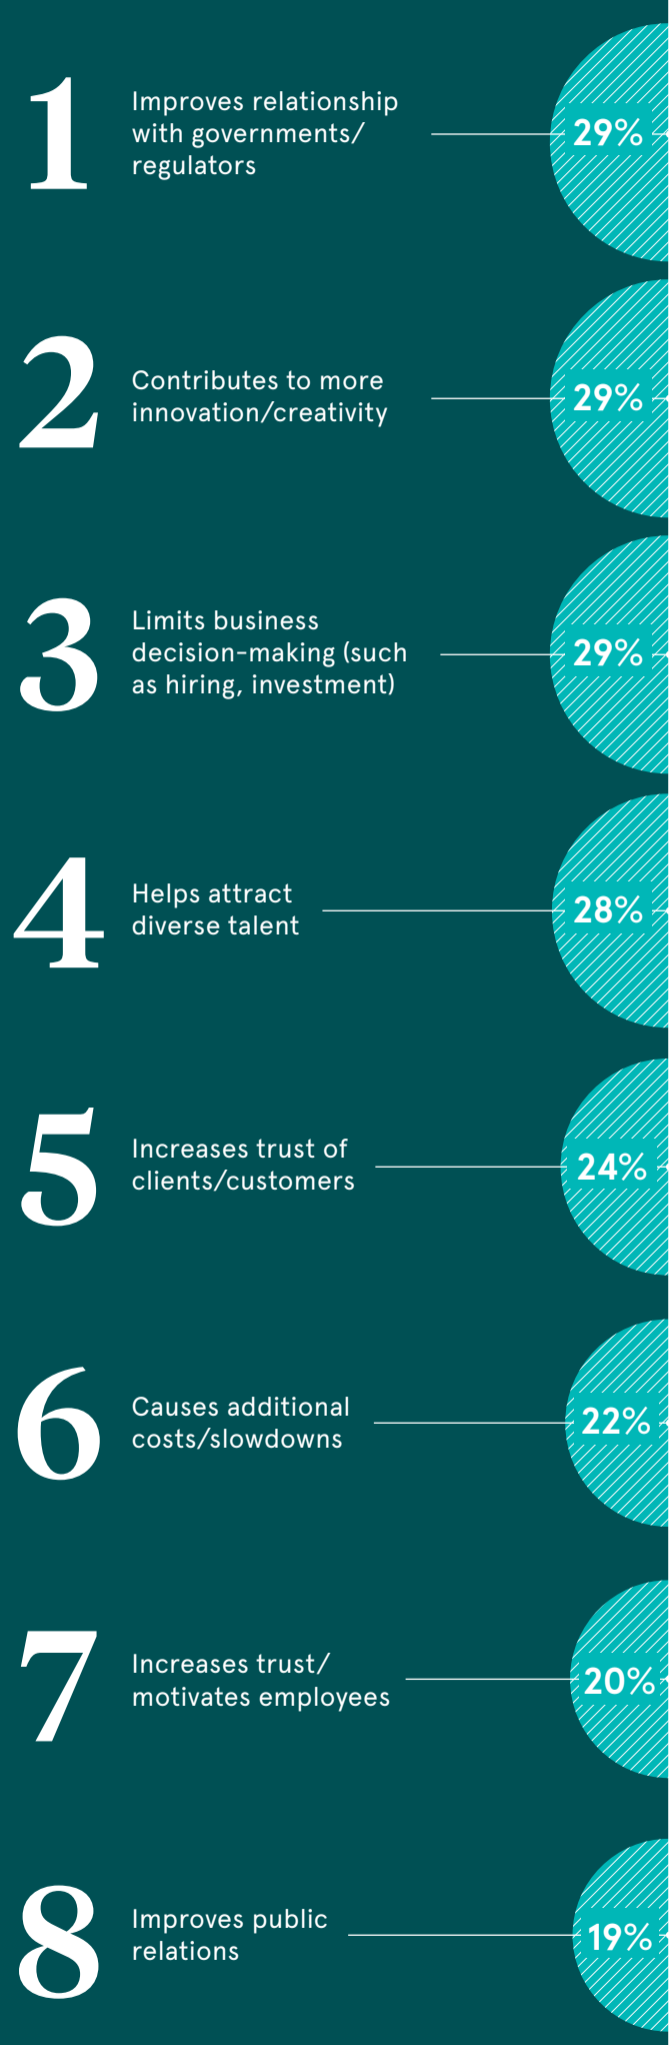 1
Improves relationship
with governments/
regulators
29%
2
Contributes to more
innovation/creativity
29%
3
Limits business
decision-making (such
as hiring, investment)
29%
4
Helps attract
diverse talent
28%
5
Increases trust of
clients/customers
24%
6
Causes additional
costs/slowdowns
22%
7
Increases trust/
motivates employees
20%
8
Improves public
relations
19%